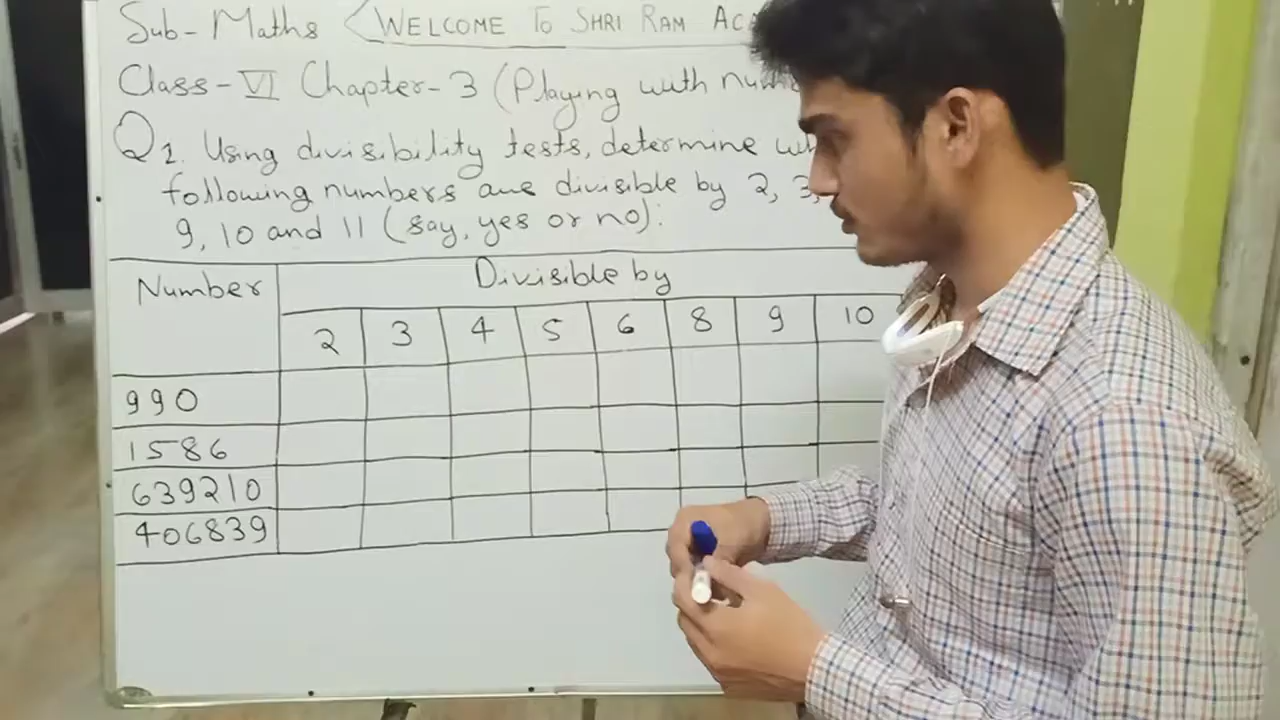 Sub- Maths WELCOME TO SHRI RAM
Class- VI Chapter- 3 (Playing with
Q1. Using divisibility tests, determine
following numbers are divisible by 2, 3,
9, 10 and 11 (say, yes or no):
Number Divisible by
2 3 4 5 6 8 9 10
990
1586
639210
406839